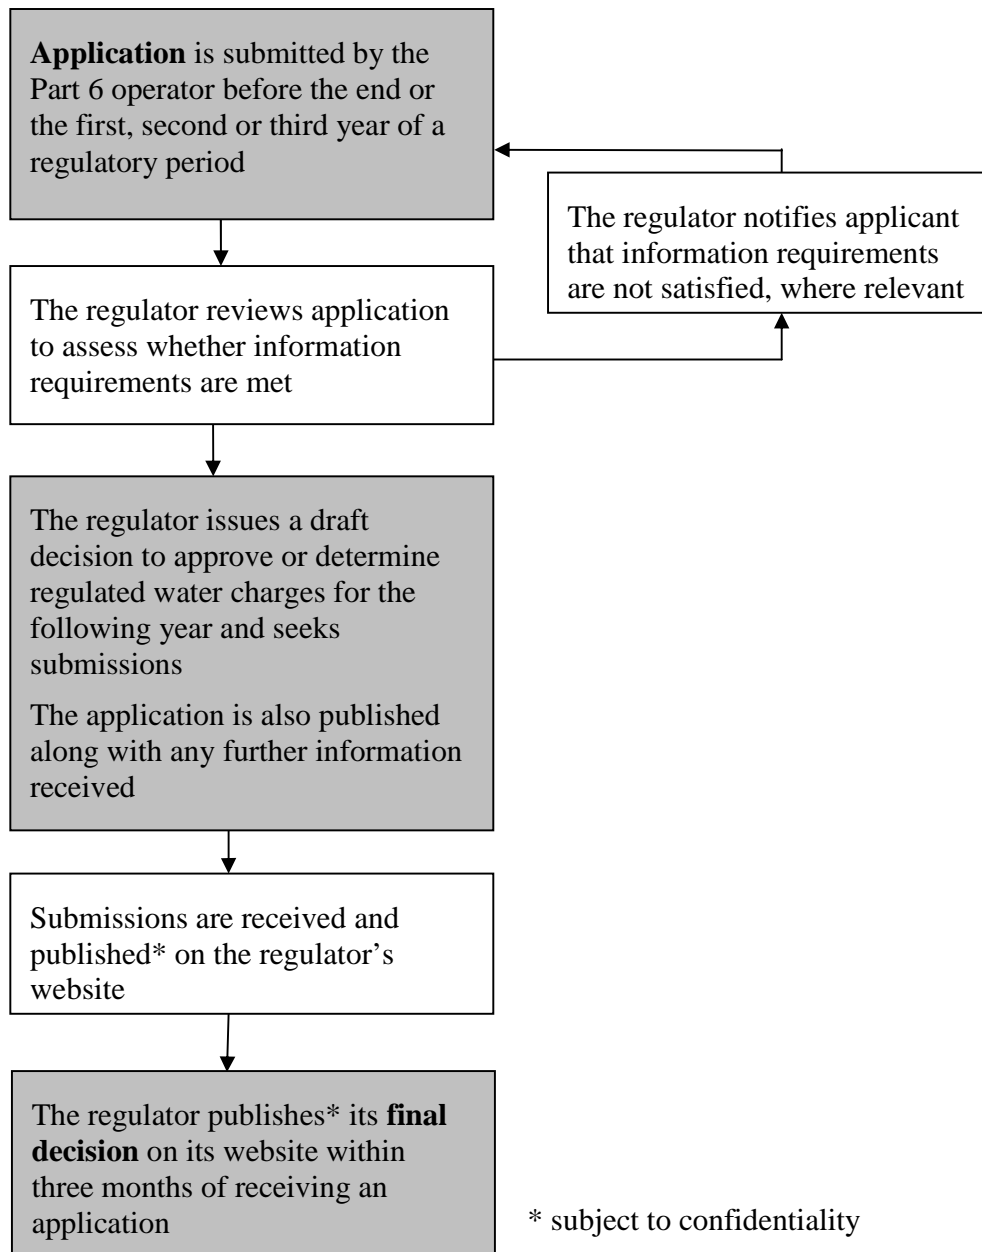 Application is submitted by the
Part 6 operator before the end or
the first, second or third year of a
regulatory period
The regulator notifies applicant
that information requirements
are not satisfied, where relevant
The regulator reviews application
to assess whether information
requirements are met
The regulator issues a draft
decision to approve or determine
regulated water charges for the
following year and seeks
submissions
The application is also published
along with any further information
received
Submissions are received and
published* on the regulator’s
website
The regulator publishes* its final
decision on its website within
three months of receiving an
application
* subject to confidentiality